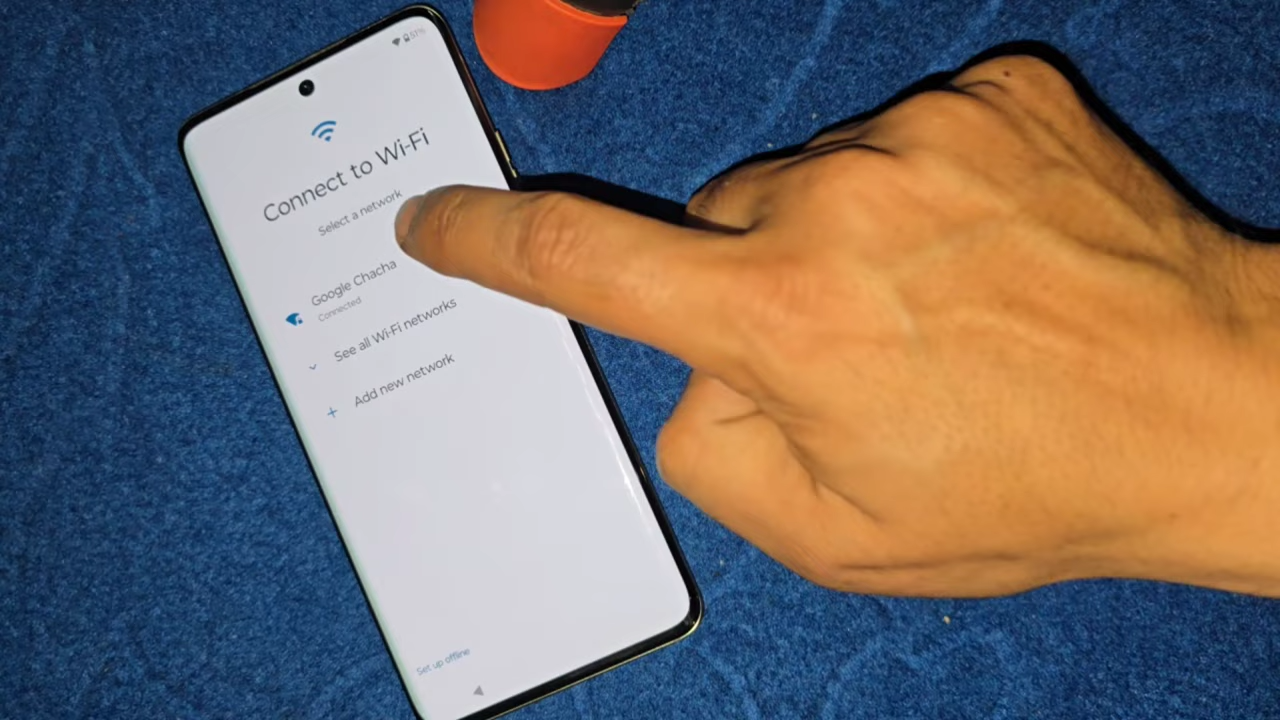 51%
Connect to Wi-Fi
Select a network
Google Chacha
Connected
See all Wi-Fi networks
Add new network
Set up offline